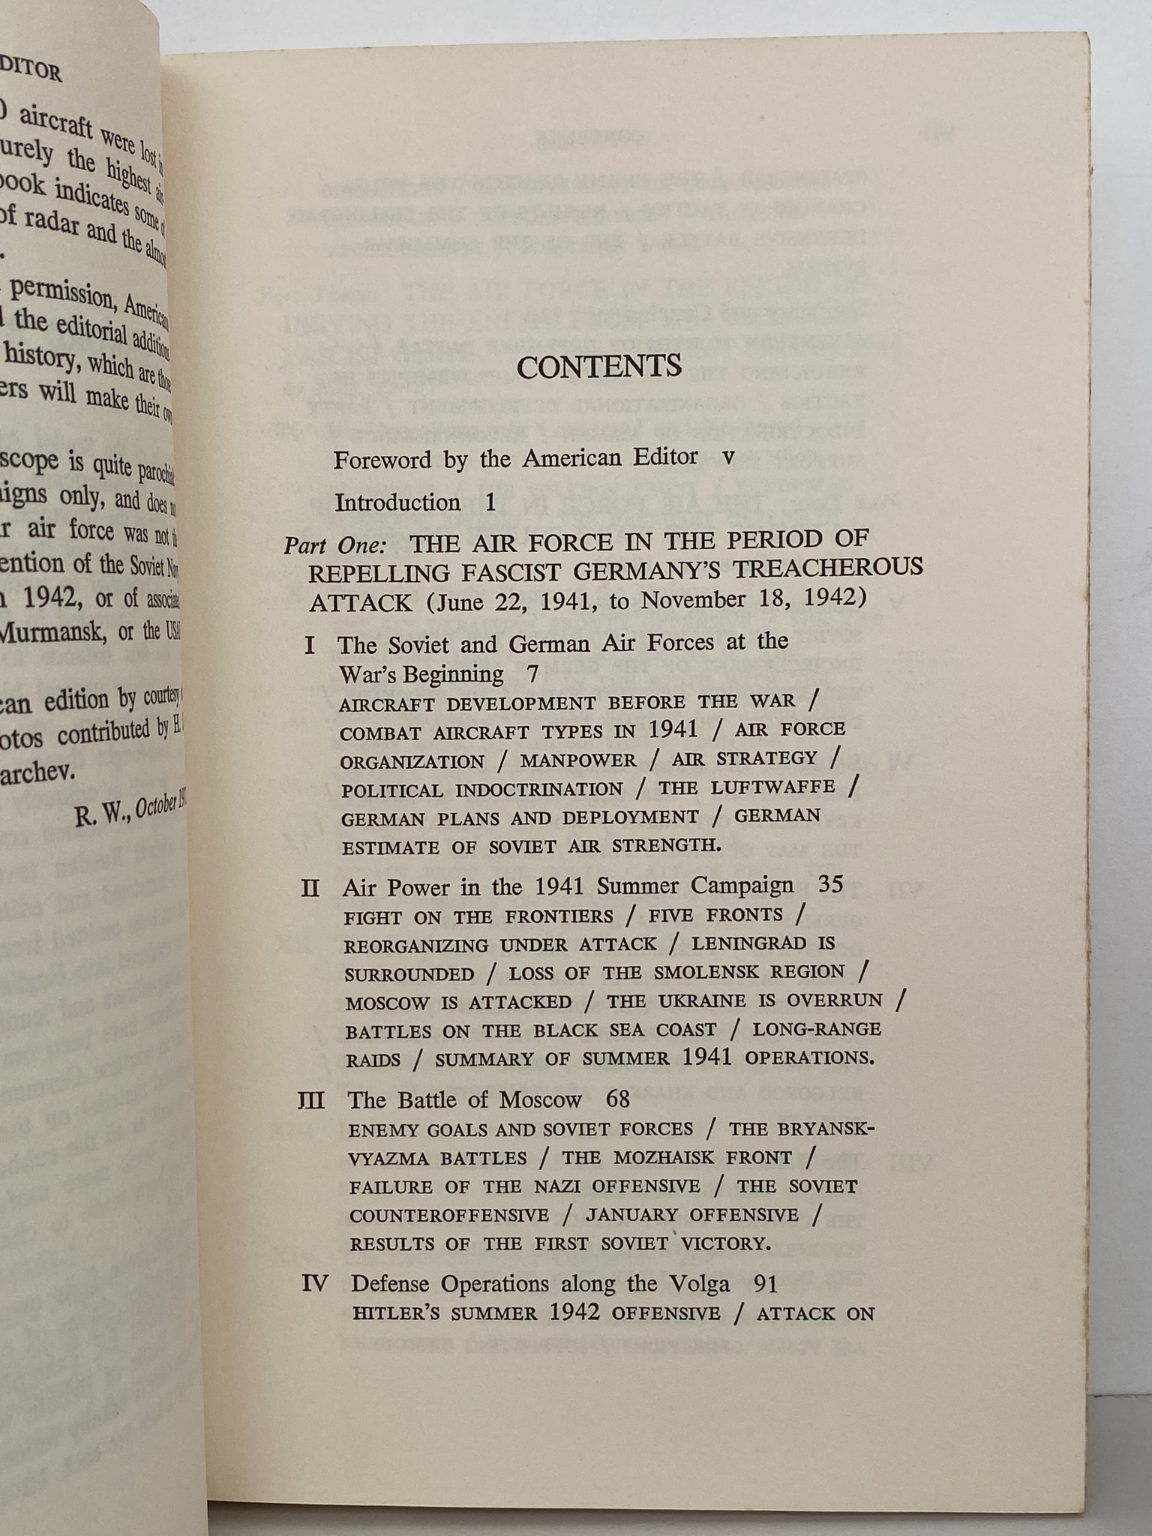 DITOR
aircraft were lost
urely the highest
book indicates some
of radar and the
permission, American
the editorial
history, which are
ers will make their
scope is quite
aigns only, and does
air force was not
ention of the Soviet
1942, or of
Murmansk, or the
edition by courtesy
otos contributed by H.
archev.
R. W., October
CONTENTS
Foreword by the American Editor v
Introduction 1
Part One: THE AIR FORCE IN THE PERIOD OF
REPELLING FASCIST GERMANY'S TREACHEROUS
ATTACK (June 22, 1941, to November 18, 1942)
I The Soviet and German Air Forces at the
War's Beginning 7
AIRCRAFT DEVELOPMENT BEFORE THE WAR /
COMBAT AIRCRAFT TYPES IN 1941 / AIR FORCE
ORGANIZATION / MANPOWER / AIR STRATEGY /
POLITICAL INDOCTRINATION / THE LUFTWAFFE /
GERMAN PLANS AND DEPLOYMENT / GERMAN
ESTIMATE OF SOVIET AIR STRENGTH.
II Air Power in the 1941 Summer Campaign 35
FIGHT ON THE FRONTIERS / FIVE FRONTS /
REORGANIZING UNDER ATTACK / LENINGRAD IS
SURROUNDED / LOSS OF THE SMOLENSK REGION /
MOSCOW IS ATTACKED / THE UKRAINE IS OVERRUN /
BATTLES ON THE BLACK SEA COAST / LONG-RANGE
RAIDS / SUMMARY OF SUMMER 1941 OPERATIONS.
III The Battle of Moscow 68
ENEMY GOALS AND SOVIET FORCES / THE BRYANSK-
VYAZMA BATTLES / THE MOZHAISK FRONT /
FAILURE OF THE NAZI OFFENSIVE / THE SOVIET
COUNTEROFFENSIVE / JANUARY OFFENSIVE /
RESULTS OF THE FIRST SOVIET VICTORY.
IV Defense Operations along the Volga 91
HITLER'S SUMMER 1942 OFFENSIVE / ATTACK ON